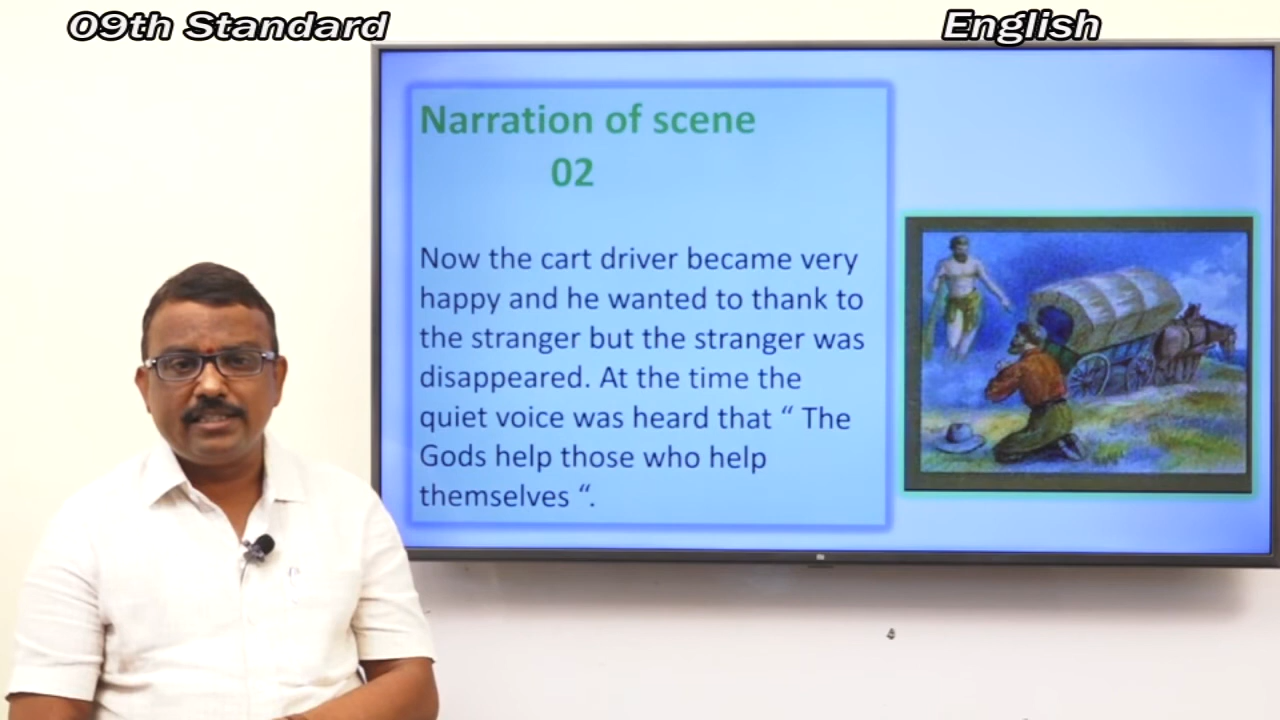 09th Standard
English
Narration of scene
02
Now the cart driver became very
happy and he wanted to thank to
the stranger but the stranger was
disappeared. At the time the
quiet voice was heard that “ The
Gods help those who help
themselves “.